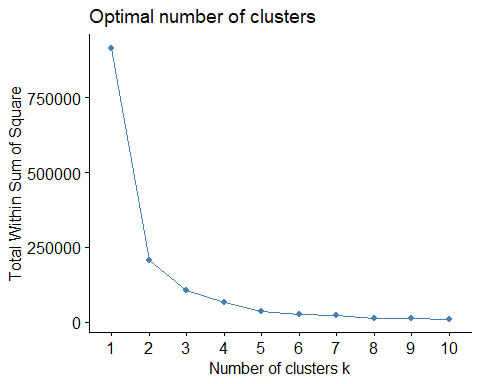 Optimal number of clusters
Total Within Sum of Square
750000
500000
250000
0
1 2 3 4 5 6 7 8 9 10
Number of clusters k